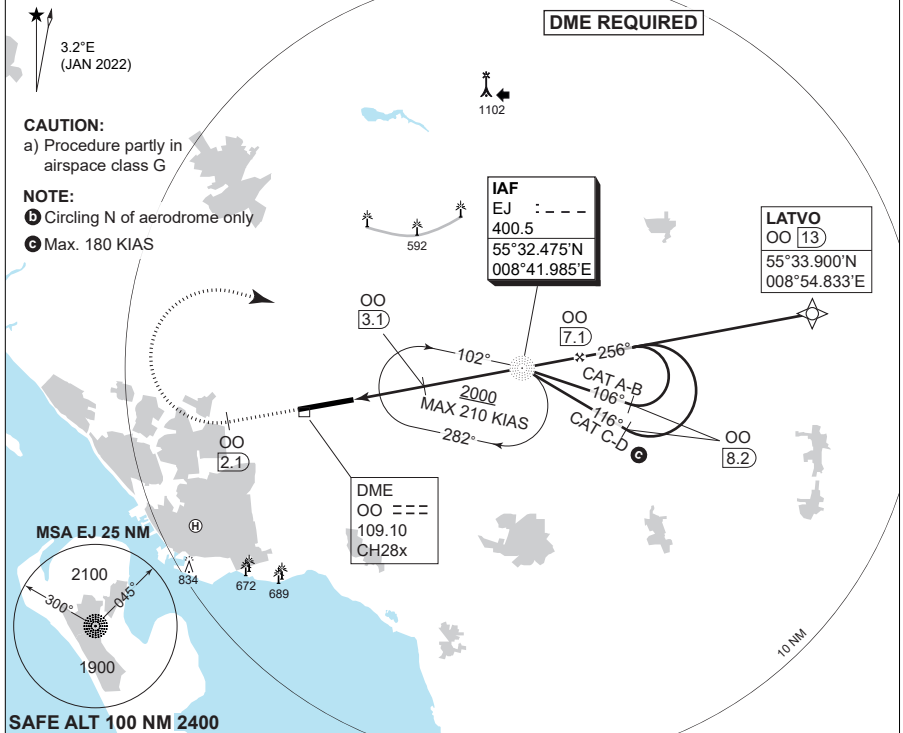 DME REQUIRED
3.2°E
(JAN 2022)
1102
CAUTION:
a) Procedure partly in
airspace class G
NOTE:
b Circling N of aerodrome only
c Max. 180 KIAS
592
IAF
EJ : _ _ _
400.5
55°32.475'N
008°41.985'E
LATVO
OO 13
55°33.900'N
008°54.833'E
OO
3.1
OO
7.1
102°
256°
2000
MAX 210 KIAS
282°
CAT A-B
106°
116°
CAT C-D c
OO
8.2
OO
2.1
DME
OO
109.10
CH28x
H
834
672
689
MSA EJ 25 NM
2100
300°
045°
1900
10 NM
SAFE ALT 100 NM 2400